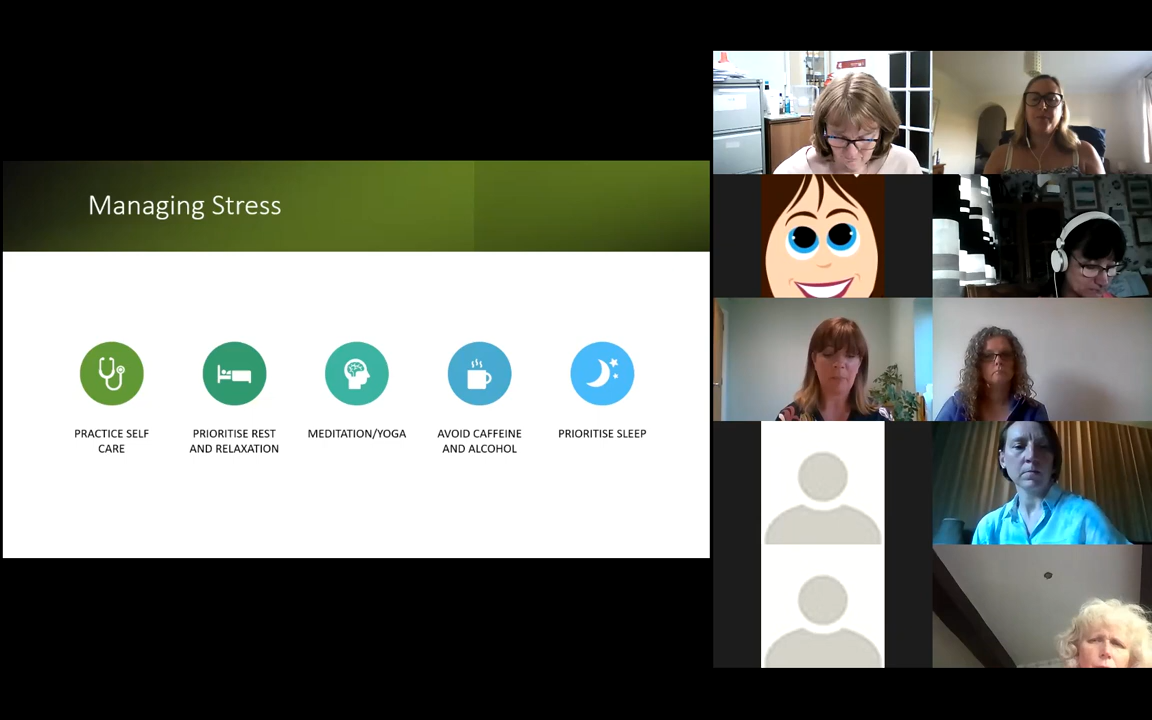 Managing Stress
PRACTICE SELF
CARE
PRIORITISE REST
AND RELAXATION
MEDITATION/YOGA
AVOID CAFFEINE
AND ALCOHOL
PRIORITISE SLEEP